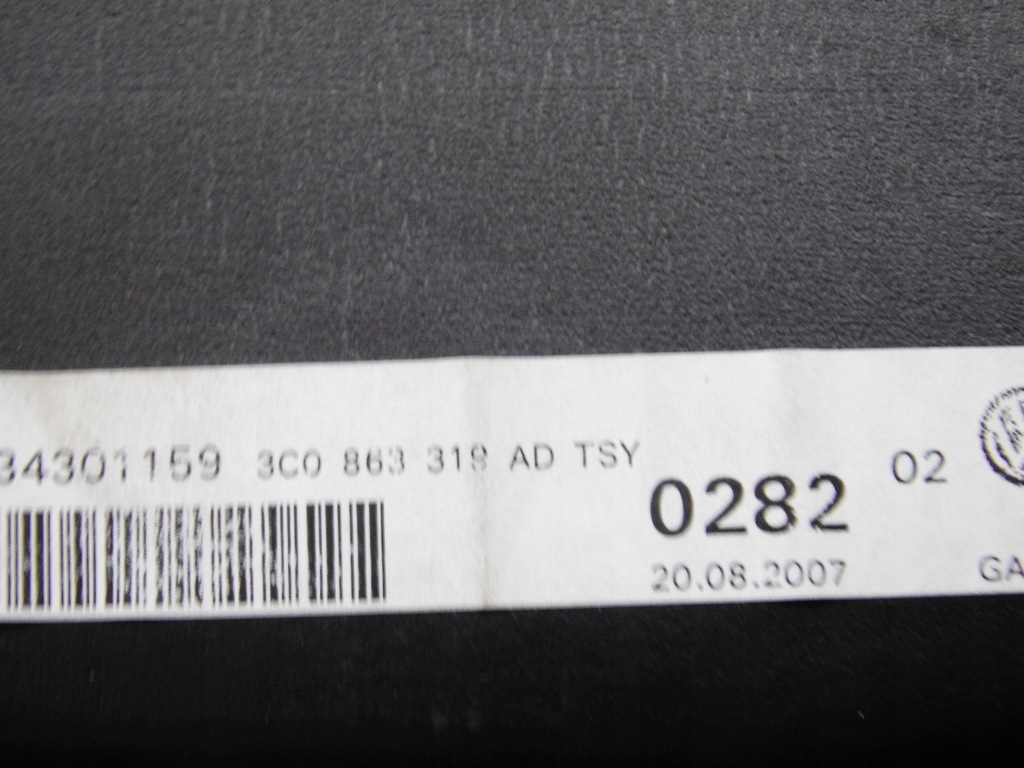 34301159 3C0 863 319 AD TSY
0282 02
20.08.2007 GA